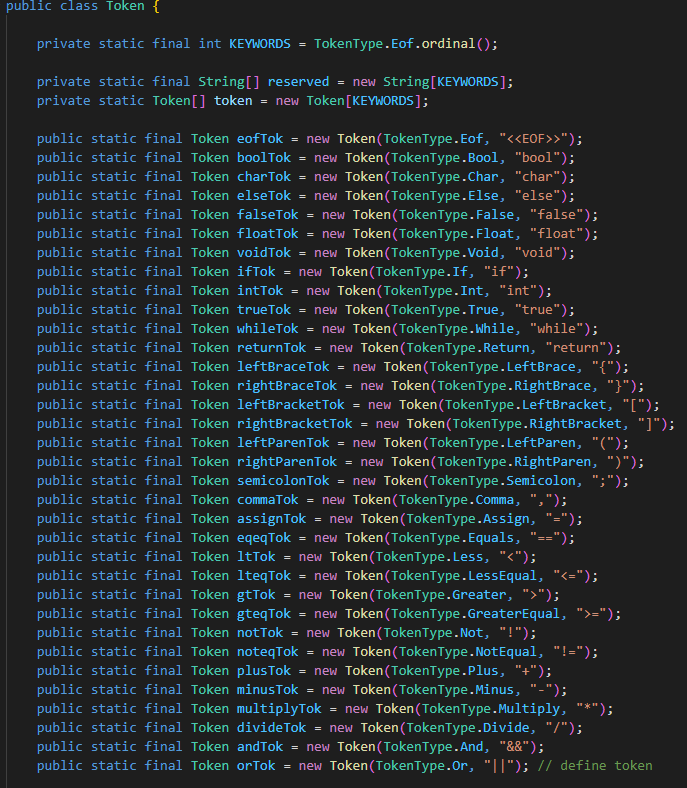 public class Token {
private static final int KEYWORDS = TokenType.Eof.ordinal();
private static final String[] reserved = new String[KEYWORDS];
private static Token[] token = new Token[KEYWORDS];
public static final Token eofTok = new Token(TokenType.Eof, "<<EOF>>");
public static final Token boolTok = new Token(TokenType.Bool, "bool");
public static final Token charTok = new Token(TokenType.Char, "char");
public static final Token elseTok = new Token(TokenType.Else, "else");
public static final Token falseTok = new Token(TokenType.False, "false");
public static final Token floatTok = new Token(TokenType.Float, "float");
public static final Token voidTok = new Token(TokenType.Void, "void");
public static final Token ifTok = new Token(TokenType.If, "if");
public static final Token intTok = new Token(TokenType.Int, "int");
public static final Token trueTok = new Token(TokenType.True, "true");
public static final Token whileTok = new Token(TokenType.While, "while");
public static final Token returnTok = new Token(TokenType.Return, "return");
public static final Token leftBraceTok = new Token(TokenType.LeftBrace, "{");
public static final Token rightBraceTok = new Token(TokenType.RightBrace, "}");
public static final Token leftBracketTok = new Token(TokenType.LeftBracket, "[");
public static final Token rightBracketTok = new Token(TokenType.RightBracket, "]");
public static final Token leftParenTok = new Token(TokenType.LeftParen, "(");
public static final Token rightParenTok = new Token(TokenType.RightParen, ")");
public static final Token semicolonTok = new Token(TokenType.Semicolon, ";");
public static final Token commaTok = new Token(TokenType.Comma, ",");
public static final Token assignTok = new Token(TokenType.Assign, "=");
public static final Token eqeqTok = new Token(TokenType.Equals, "==");
public static final Token ltTok = new Token(TokenType.Less, "<");
public static final Token lteqTok = new Token(TokenType.LessEqual, "<=");
public static final Token gtTok = new Token(TokenType.Greater, ">");
public static final Token gteqTok = new Token(TokenType.GreaterEqual, ">=");
public static final Token notTok = new Token(TokenType.Not, "!");
public static final Token noteqTok = new Token(TokenType.NotEqual, "!=");
public static final Token plusTok = new Token(TokenType.Plus, "+");
public static final Token minusTok = new Token(TokenType.Minus, "-");
public static final Token multiplyTok = new Token(TokenType.Multiply, "*");
public static final Token divideTok = new Token(TokenType.Divide, "/");
public static final Token andTok = new Token(TokenType.And, "&&");
public static final Token orTok = new Token(TokenType.Or, "||"); // define token